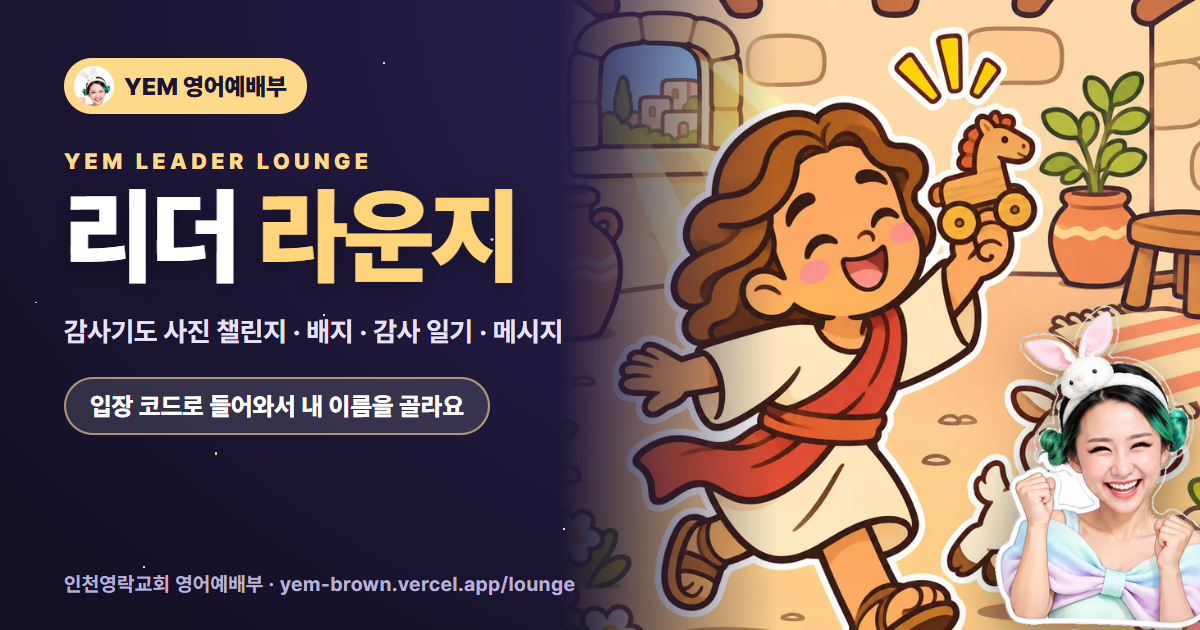 YEM 영어예배부
YEM LEADER LOUNGE
리더 라운지
감사기도 사진 챌린지 · 배지 · 감사 일기 · 메시지
입장 코드로 들어와서 내 이름을 골라요
인천영락교회 영어예배부 · yem-brown.vercel.app/lounge